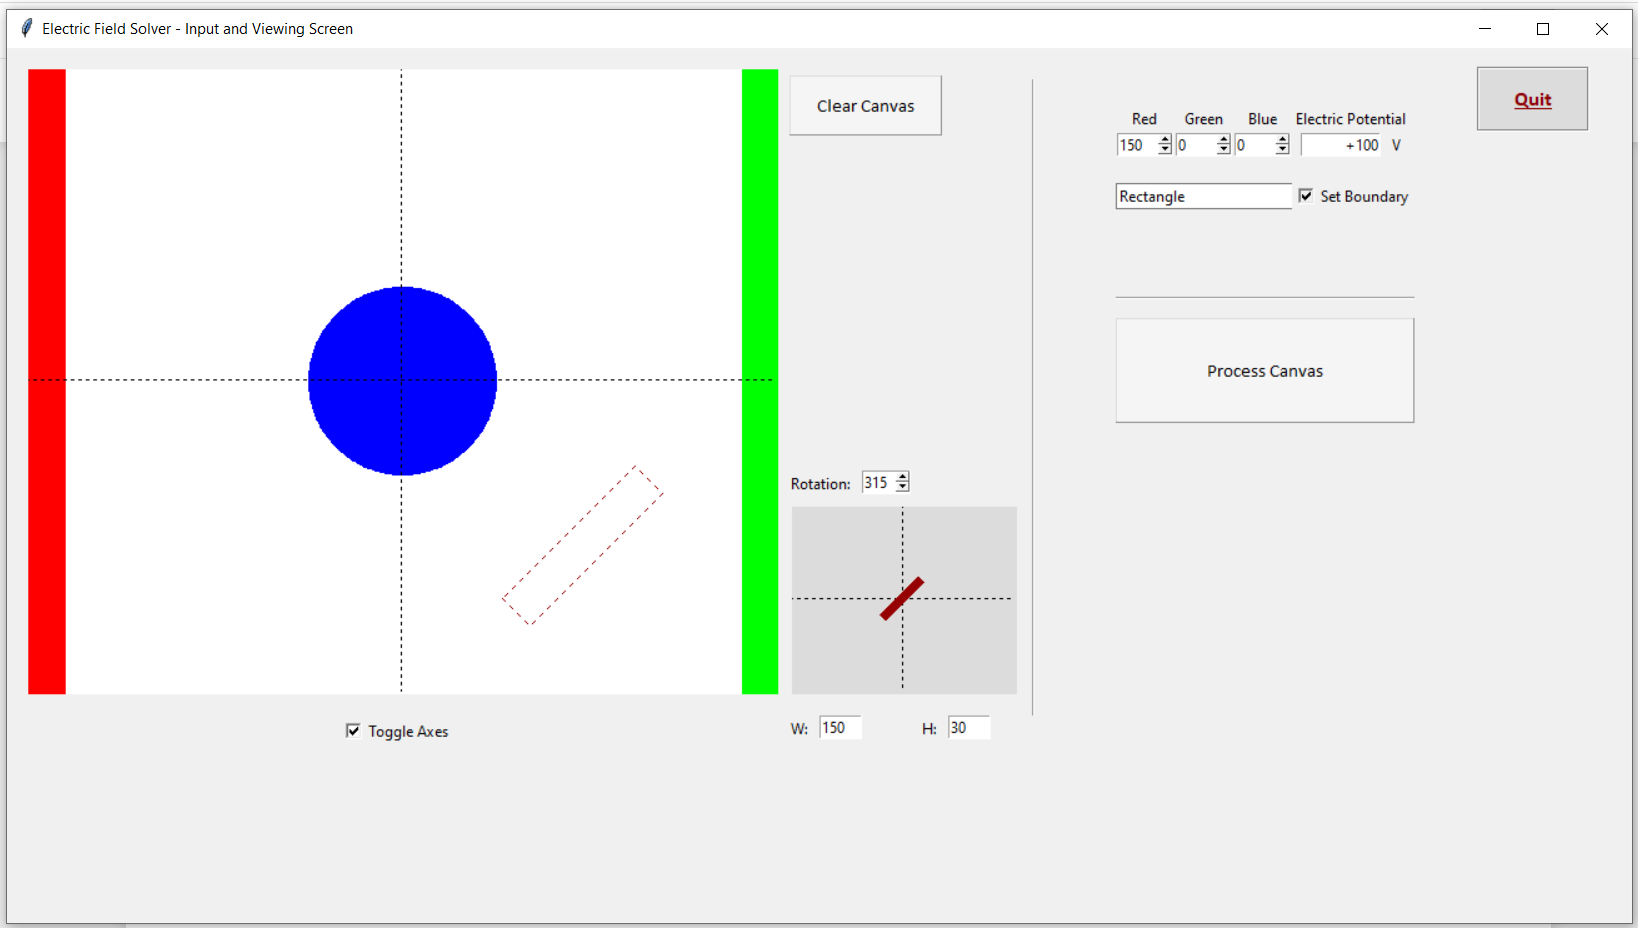 Electric Field Solver - Input and Viewing Screen
Clear Canvas
Red Green Blue Electric Potential
150 0 0 +100 V
Rectangle Set Boundary
Quit
Process Canvas
Rotation: 315
W: 150 H: 30
Toggle Axes